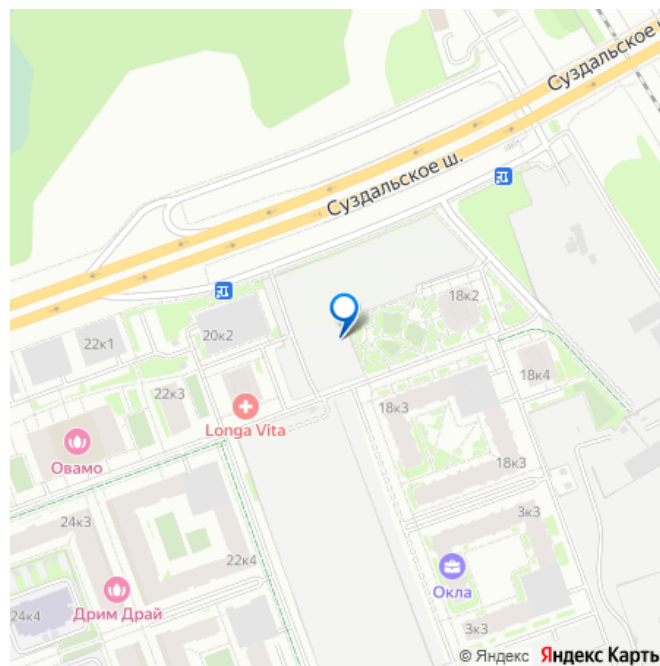 Суздальское ш.
Суздальское ш.
18к2
20к2
22к1
18к4
22к3
18к3
Longa Vita
Овамо
18к3
24к3
3к3
22к4
Окла
24к4
Дрим Драй
3к3
© Яндекс Яндекс Карты